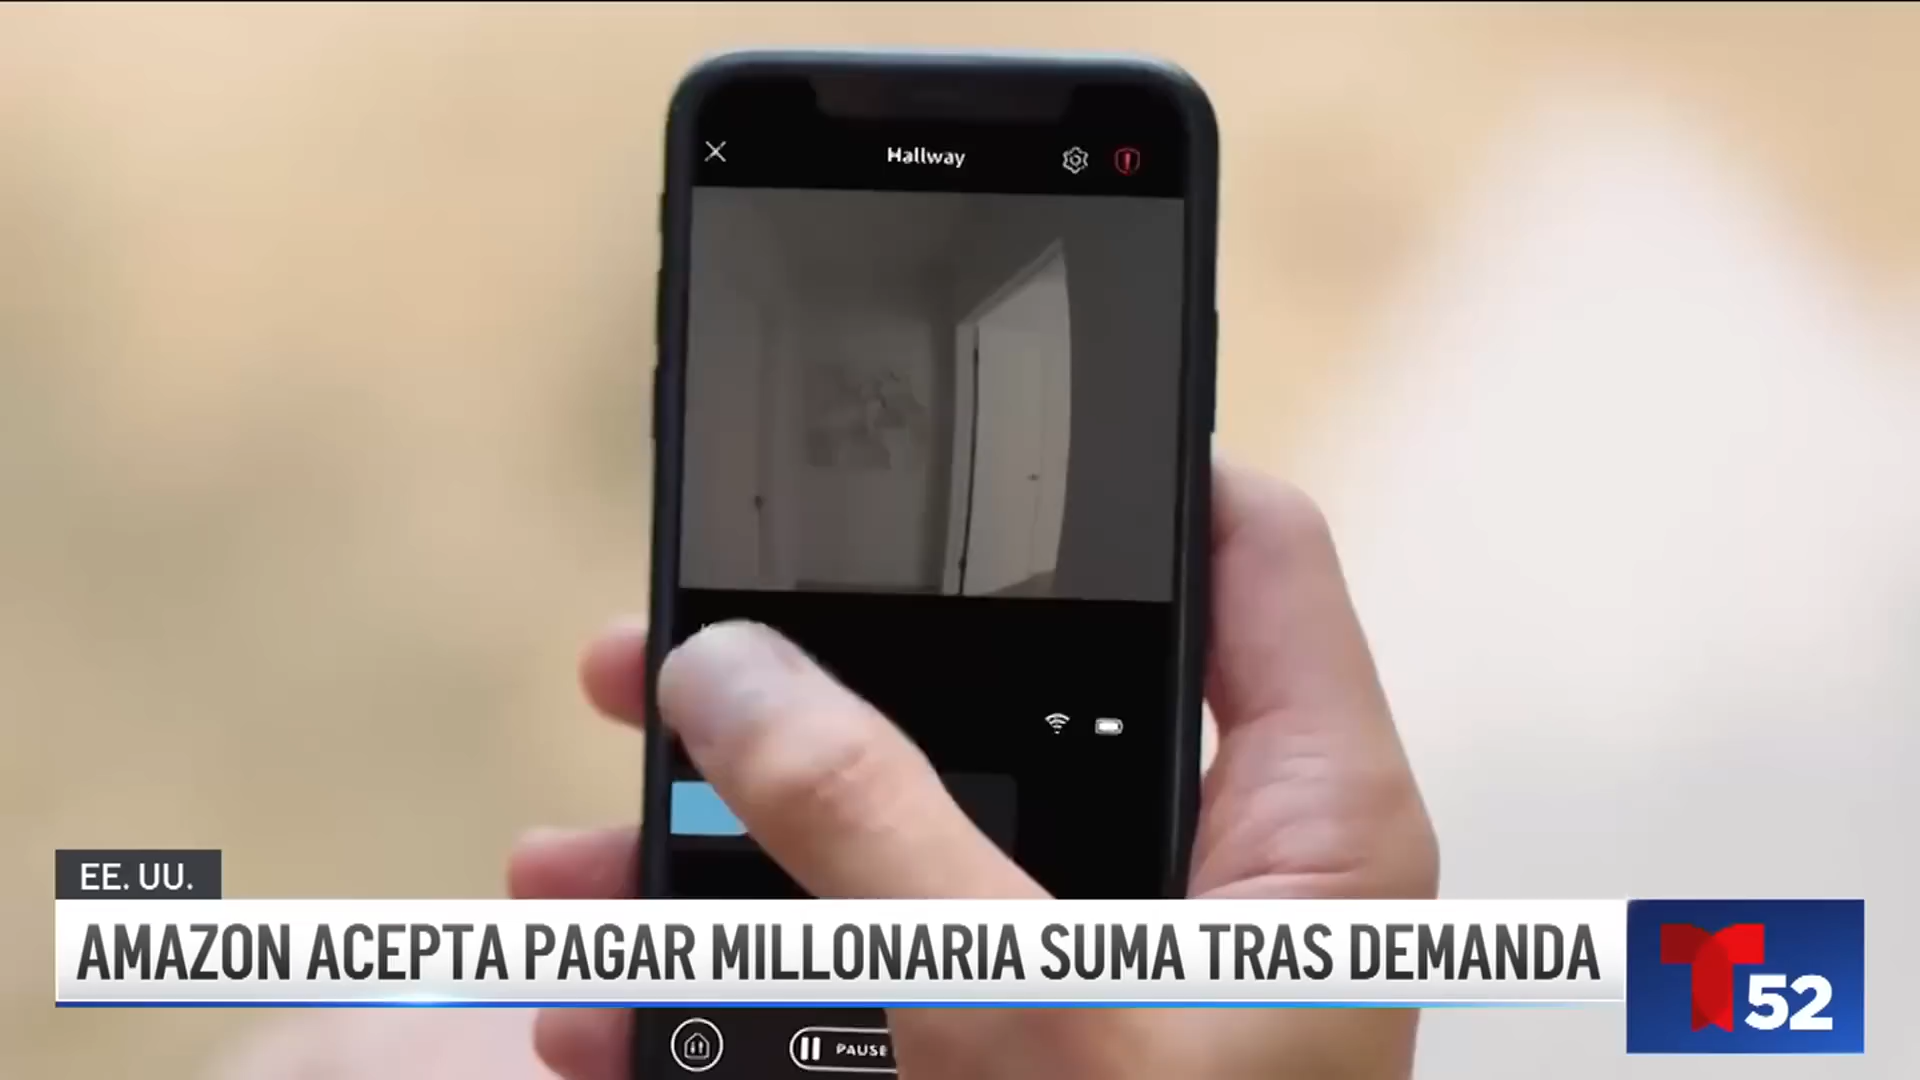 Hallway
EE. UU.
AMAZON ACEPTA PAGAR MILLONARIA SUMA TRAS DEMANDA
52
PAUSE